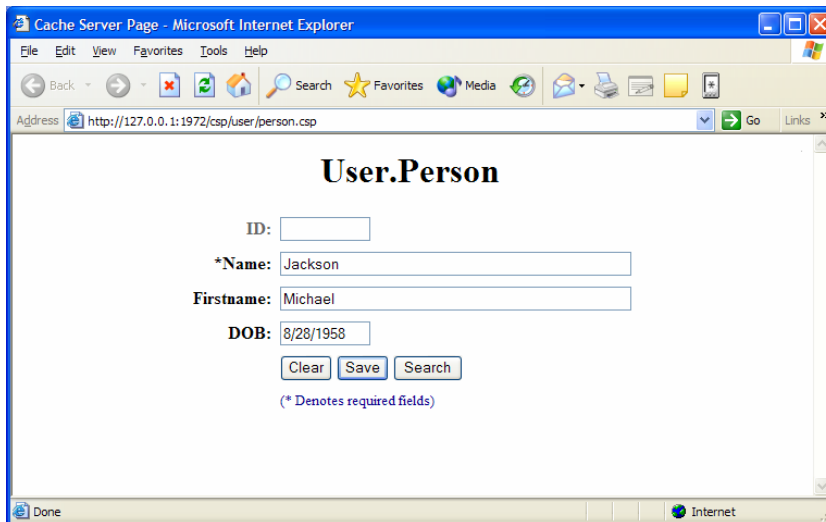 Cache Server Page - Microsoft Internet Explorer
File Edit View Favorites Tools Help
Back Search Favorites Media
Address http://127.0.0.1:1972/csp/user/person.csp Go Links »
User.Person
ID:
*Name: Jackson
Firstname: Michael
DOB: 8/28/1958
Clear Save Search
(* Denotes required fields)
Done Internet